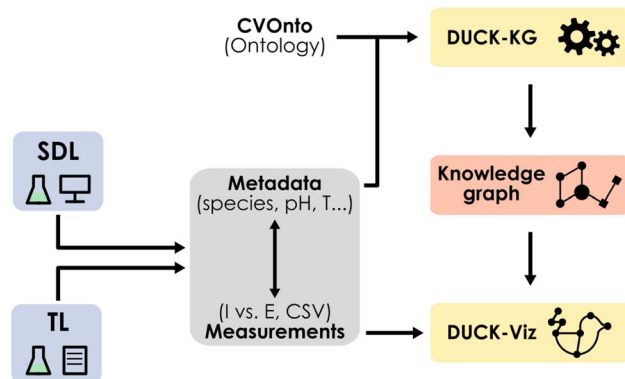 CVOnto
(Ontology)
DUCK-KG
SDL
Metadata
(species, pH, T...)
Knowledge
graph
(I vs. E, CSV)
Measurements
TL
DUCK-Viz